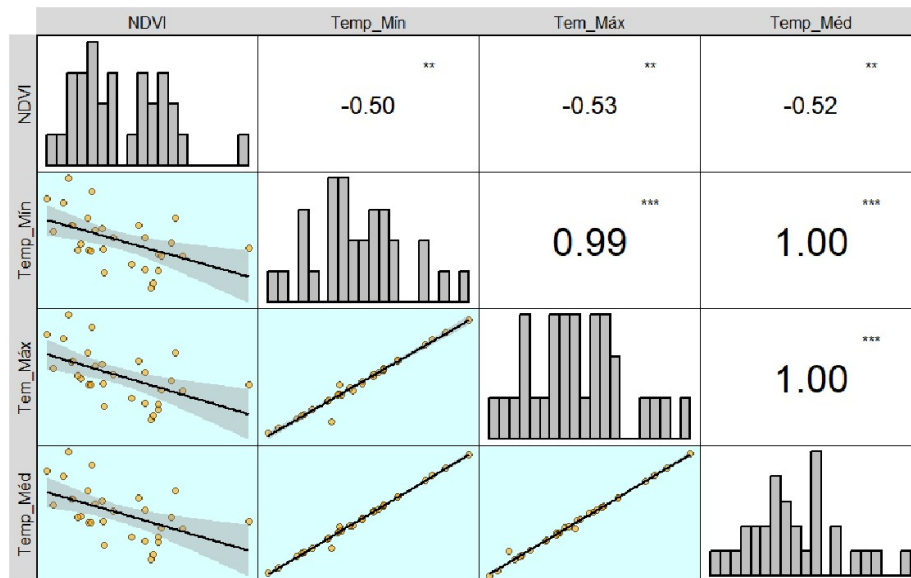 NDVI Temp_Mín Tem_Máx Temp_Méd
NDVI
** ** **
-0.50 -0.53 -0.52
Temp_Mín
*** ***
0.99 1.00
Tem_Máx
***
1.00
Temp_Méd